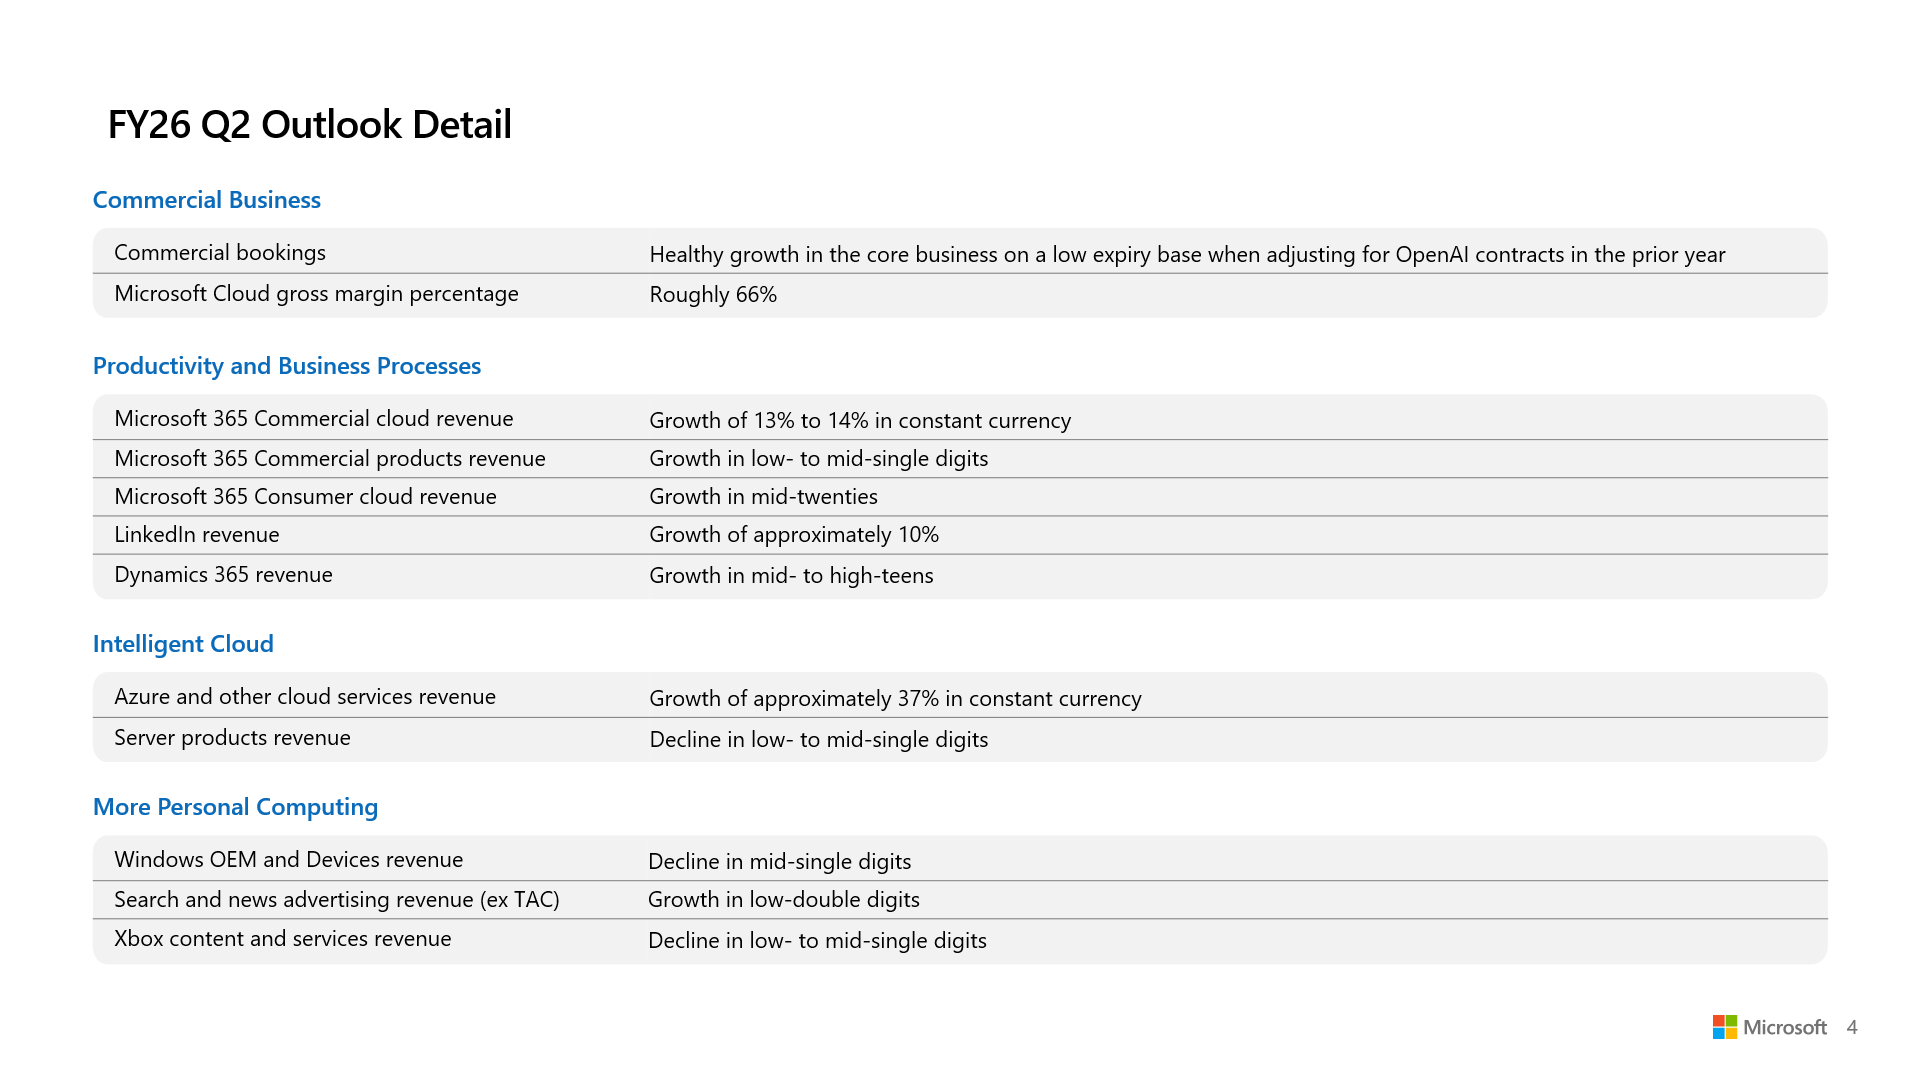 FY26 Q2 Outlook Detail
Commercial Business
Commercial bookings Healthy growth in the core business on a low expiry base when adjusting for OpenAI contracts in the prior year
Microsoft Cloud gross margin percentage Roughly 66%
Productivity and Business Processes
Microsoft 365 Commercial cloud revenue Growth of 13% to 14% in constant currency
Microsoft 365 Commercial products revenue Growth in low- to mid-single digits
Microsoft 365 Consumer cloud revenue Growth in mid-twenties
LinkedIn revenue Growth of approximately 10%
Dynamics 365 revenue Growth in mid- to high-teens
Intelligent Cloud
Azure and other cloud services revenue Growth of approximately 37% in constant currency
Server products revenue Decline in low- to mid-single digits
More Personal Computing
Windows OEM and Devices revenue Decline in mid-single digits
Search and news advertising revenue (ex TAC) Growth in low-double digits
Xbox content and services revenue Decline in low- to mid-single digits
Microsoft 4